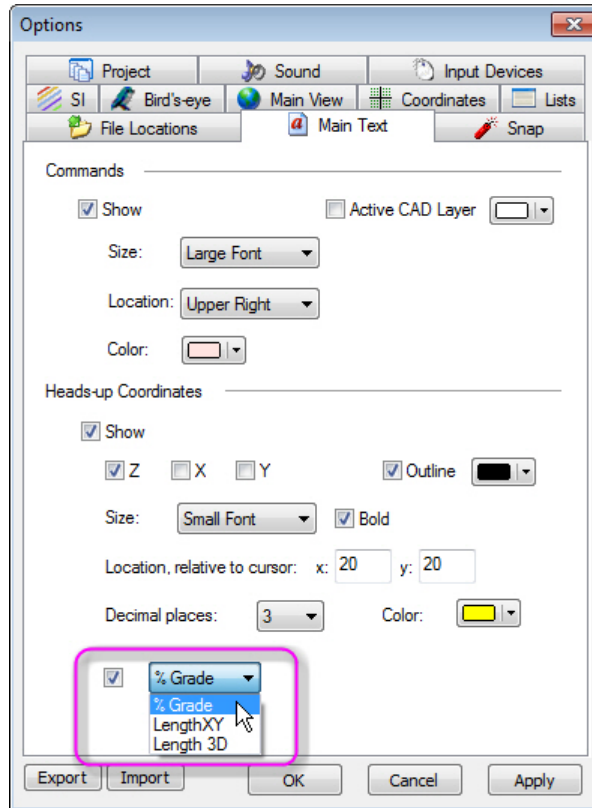 Options
Project Sound Input Devices
SI Bird's-eye Main View Coordinates Lists
File Locations Main Text Snap
Commands
Show Active CAD Layer
Size: Large Font
Location: Upper Right
Color:
Heads-up Coordinates
Show
Z X Y Outline
Size: Small Font Bold
Location, relative to cursor: x: 20 y: 20
Decimal places: 3 Color:
% Grade
% Grade
LengthXY
Length 3D
Export Import OK Cancel Apply